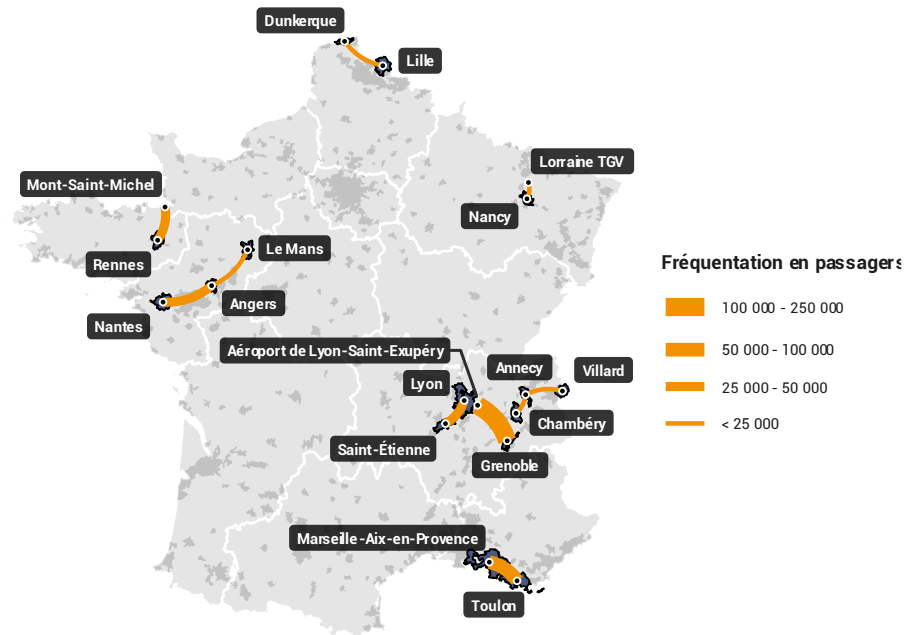 Dunkerque
Lille
Lorraine TGV
Mont-Saint-Michel
Nancy
Le Mans
Rennes
Angers
Nantes
Aéroport de Lyon-Saint-Exupéry
Annecy
Villard
Lyon
Chambéry
Saint-Étienne
Grenoble
Marseille-Aix-en-Provence
Toulon
Fréquentation en passagers
100 000 - 250 000
50 000 - 100 000
25 000 - 50 000
< 25 000